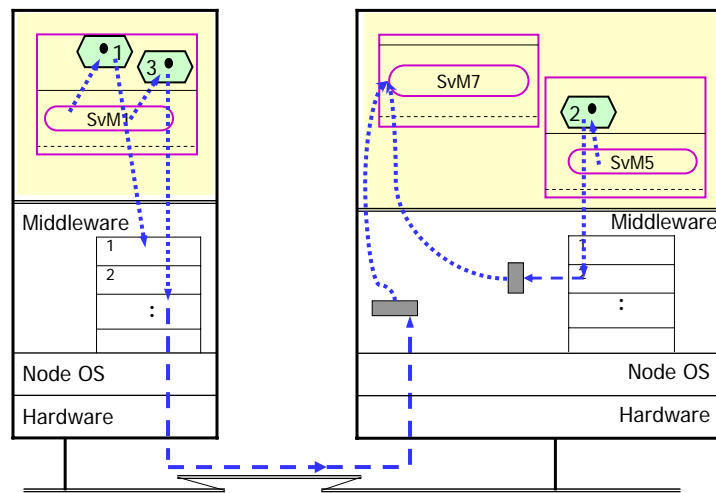 1
3
SvM1
Middleware
1
2
:
Node OS
Hardware
SvM7
2
SvM5
Middleware
1
:
Node OS
Hardware